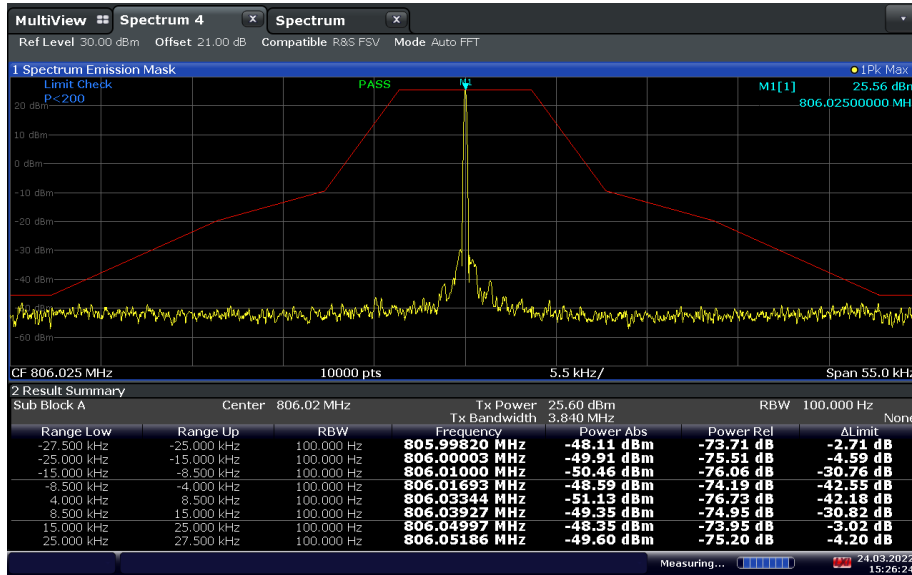 MultiView Spectrum 4 X Spectrum X
Ref Level 30.00 dBm Offset 21.00 dB Compatible R&S FSV Mode Auto FFT
1 Spectrum Emission Mask 1Pk Max
Limit Check PASS M1 M1[1] 25.56 dBm
P<200 806.02500000 MH
20 dBm
10 dBm
0 dBm
-10 dBm
-20 dBm
-30 dBm
-40 dBm
-60 dBm
CF 806.025 MHz 10000 pts 5.5 kHz/ Span 55.0 kHz
2 Result Summary
Sub Block A Center 806.02 MHz Tx Power 25.60 dBm RBW 100.000 Hz
Tx Bandwidth 3.840 MHz None
Range Low Range Up RBW Frequency Power Abs Power Rel ΔLimit
-27.500 kHz -25.000 kHz 100.000 Hz 805.99820 MHz -48.11 dBm -73.71 dB -2.71 dB
-25.000 kHz -15.000 kHz 100.000 Hz 806.00003 MHz -49.91 dBm -75.51 dB -4.59 dB
-15.000 kHz -8.500 kHz 100.000 Hz 806.01000 MHz -50.46 dBm -76.06 dB -30.76 dB
-8.500 kHz -4.000 kHz 100.000 Hz 806.01693 MHz -48.59 dBm -74.19 dB -42.55 dB
4.000 kHz 8.500 kHz 100.000 Hz 806.03344 MHz -51.13 dBm -76.73 dB -42.18 dB
8.500 kHz 15.000 kHz 100.000 Hz 806.03927 MHz -49.35 dBm -74.95 dB -30.82 dB
15.000 kHz 25.000 kHz 100.000 Hz 806.04997 MHz -48.35 dBm -73.95 dB -3.02 dB
25.000 kHz 27.500 kHz 100.000 Hz 806.05186 MHz -49.60 dBm -75.20 dB -4.20 dB
Measuring... 24.03.2022
15:26:24